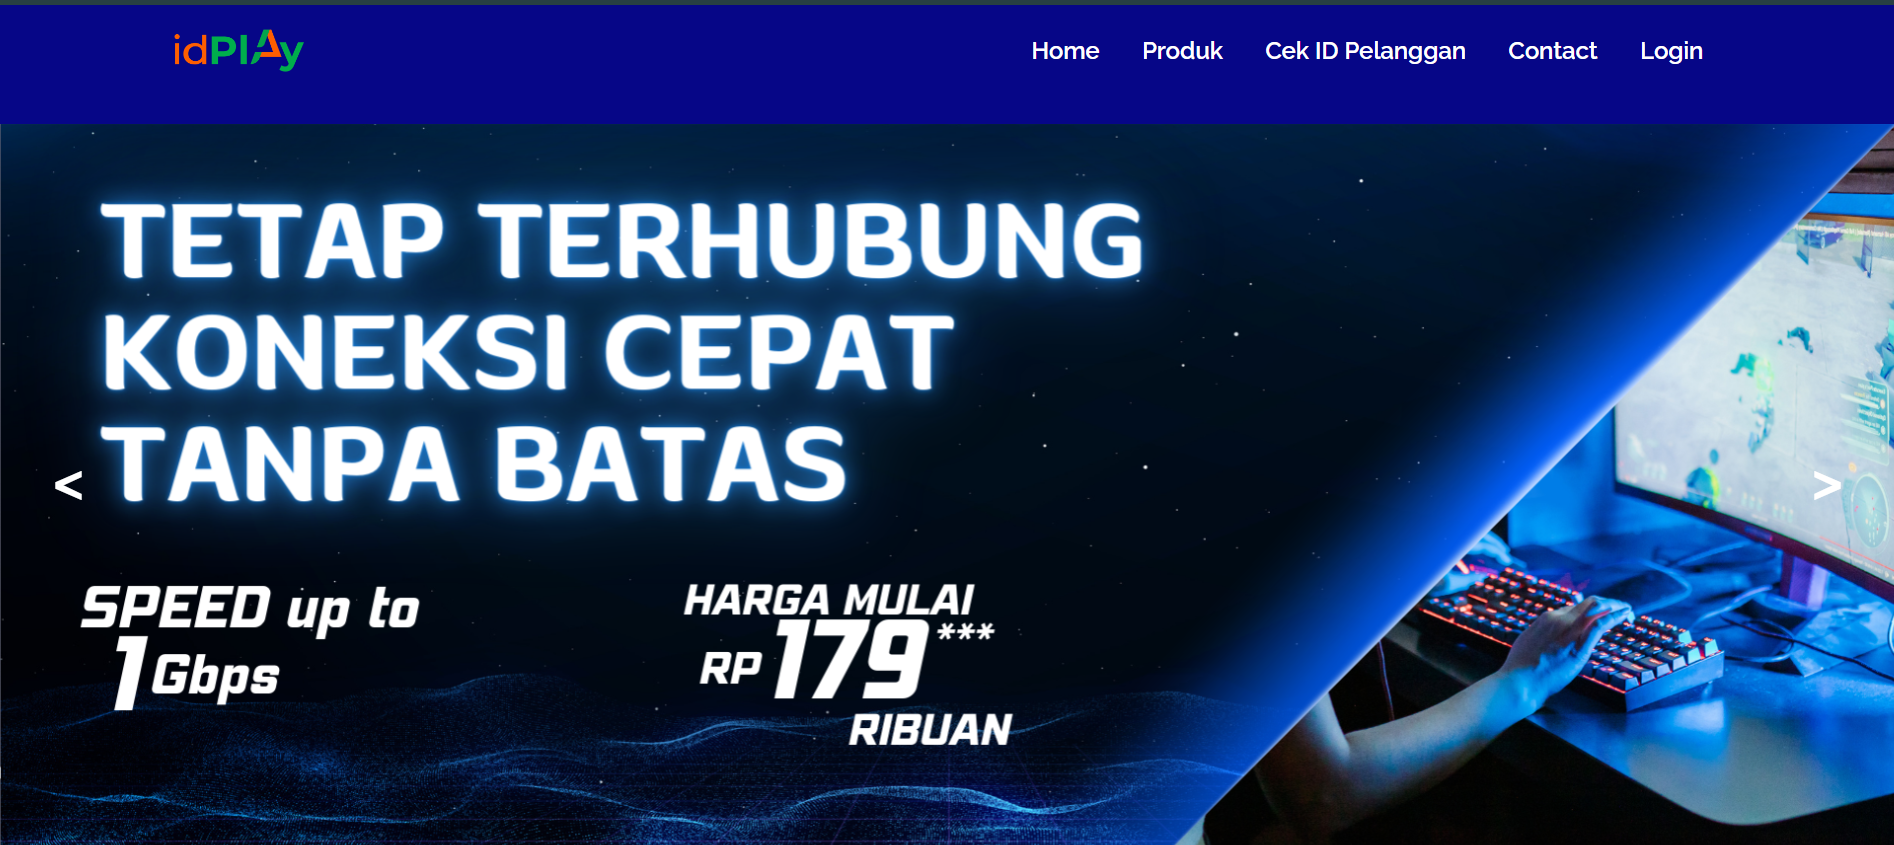 idPlAy
Home Produk Cek ID Pelanggan Contact Login
TETAP TERHUBUNG
KONEKSI CEPAT
TANPA BATAS
< >
SPEED up to
1 Gbps
HARGA MULAI
RP 179 ***
RIBUAN